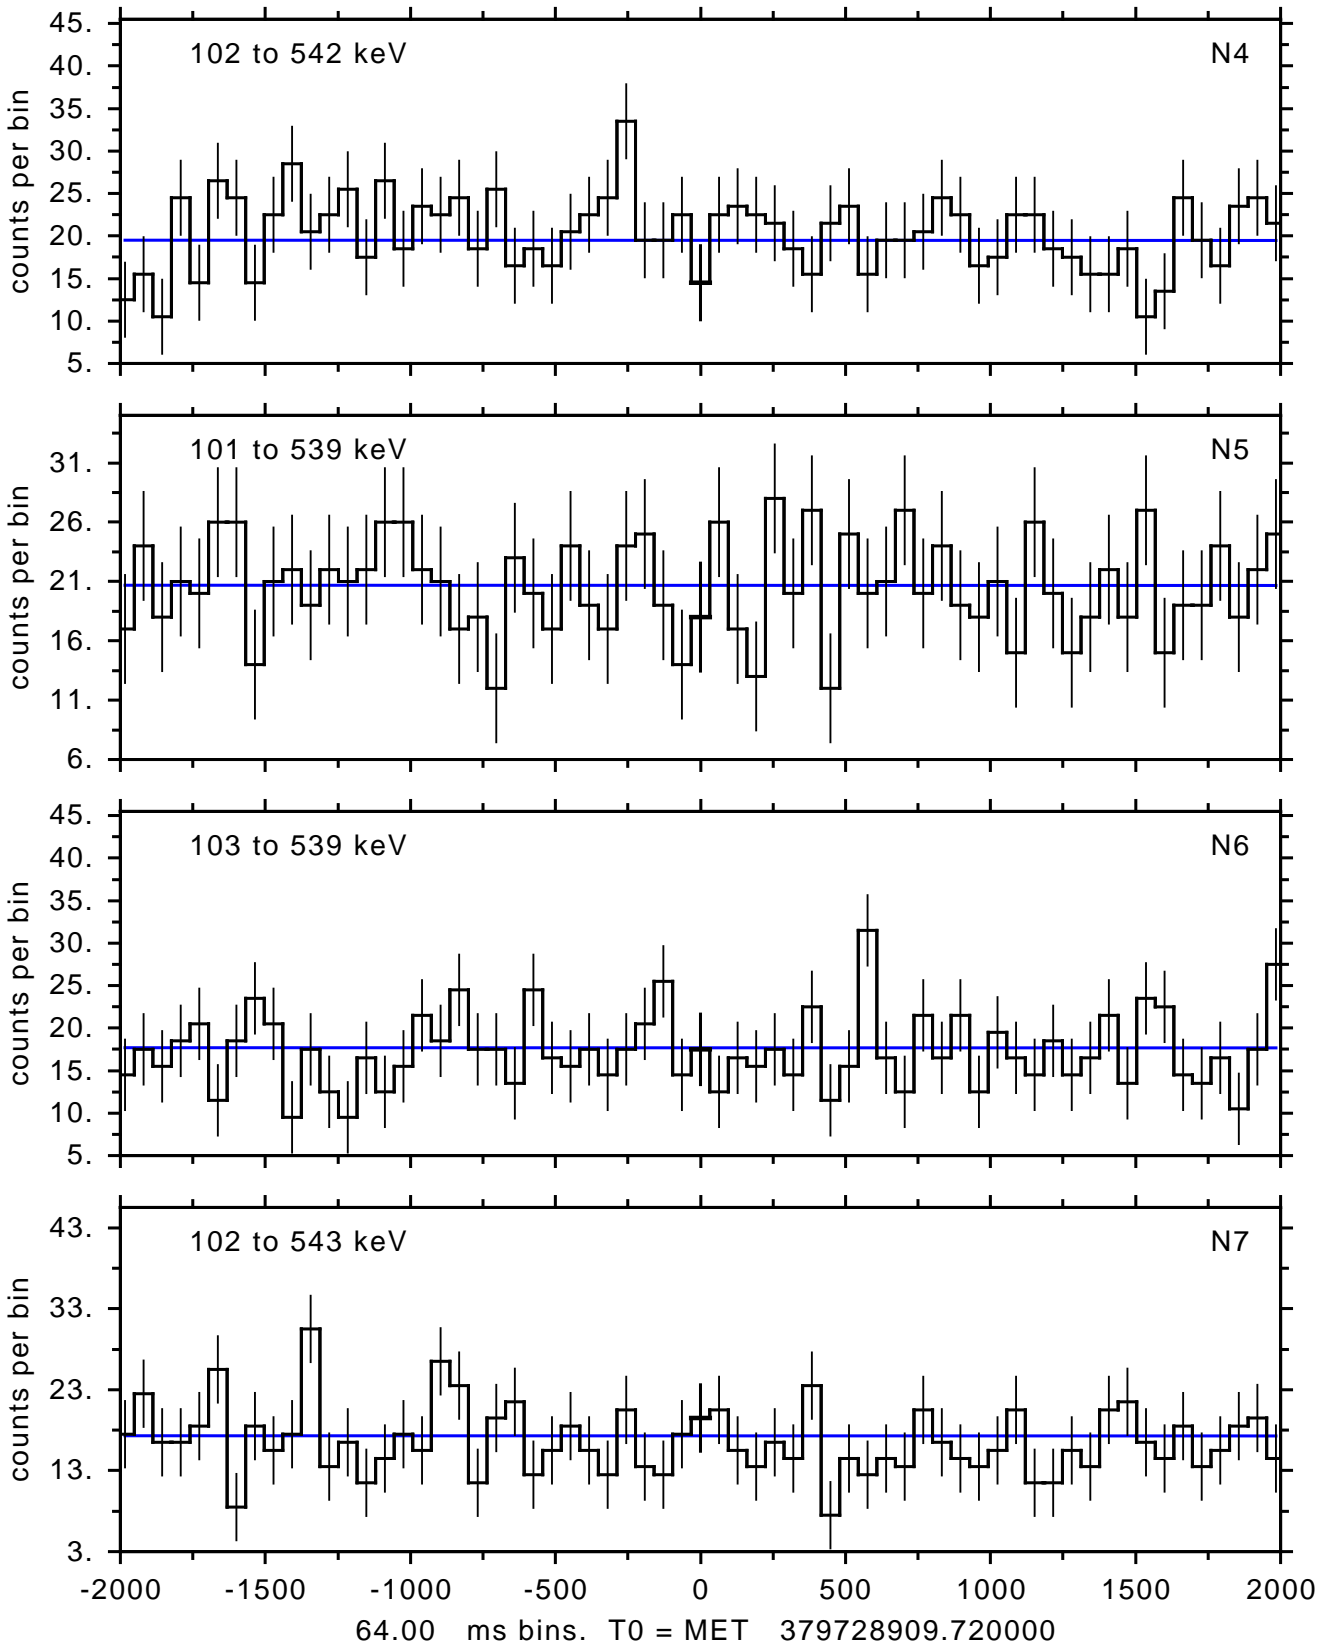 45.
102 to 542 keV N4
40.
35.
30.
25.
20.
15.
10.
5.
counts per bin
101 to 539 keV N5
31.
26.
21.
16.
11.
6.
counts per bin
45.
103 to 539 keV N6
40.
35.
30.
25.
20.
15.
10.
5.
counts per bin
43.
102 to 543 keV N7
33.
23.
13.
3.
counts per bin
-2000 -1500 -1000 -500 0 500 1000 1500 2000
64.00 ms bins. T0 = MET 379728909.720000